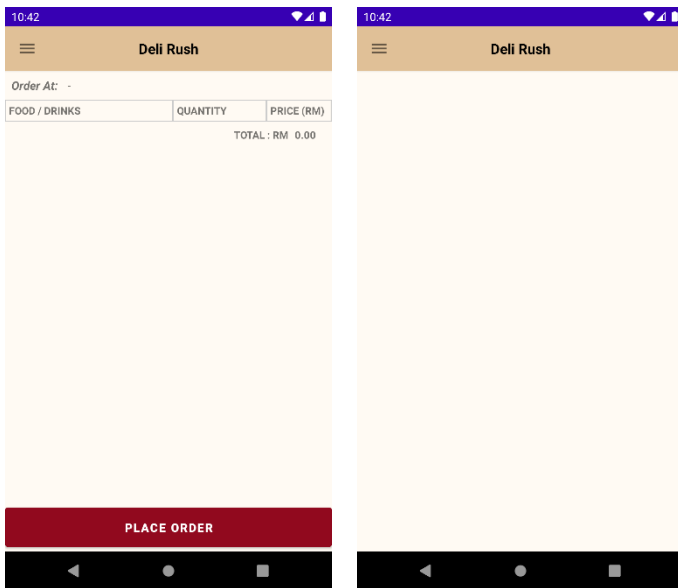 10:42
Deli Rush
Order At: -
FOOD / DRINKS QUANTITY PRICE (RM)
TOTAL : RM 0.00
PLACE ORDER
10:42
Deli Rush